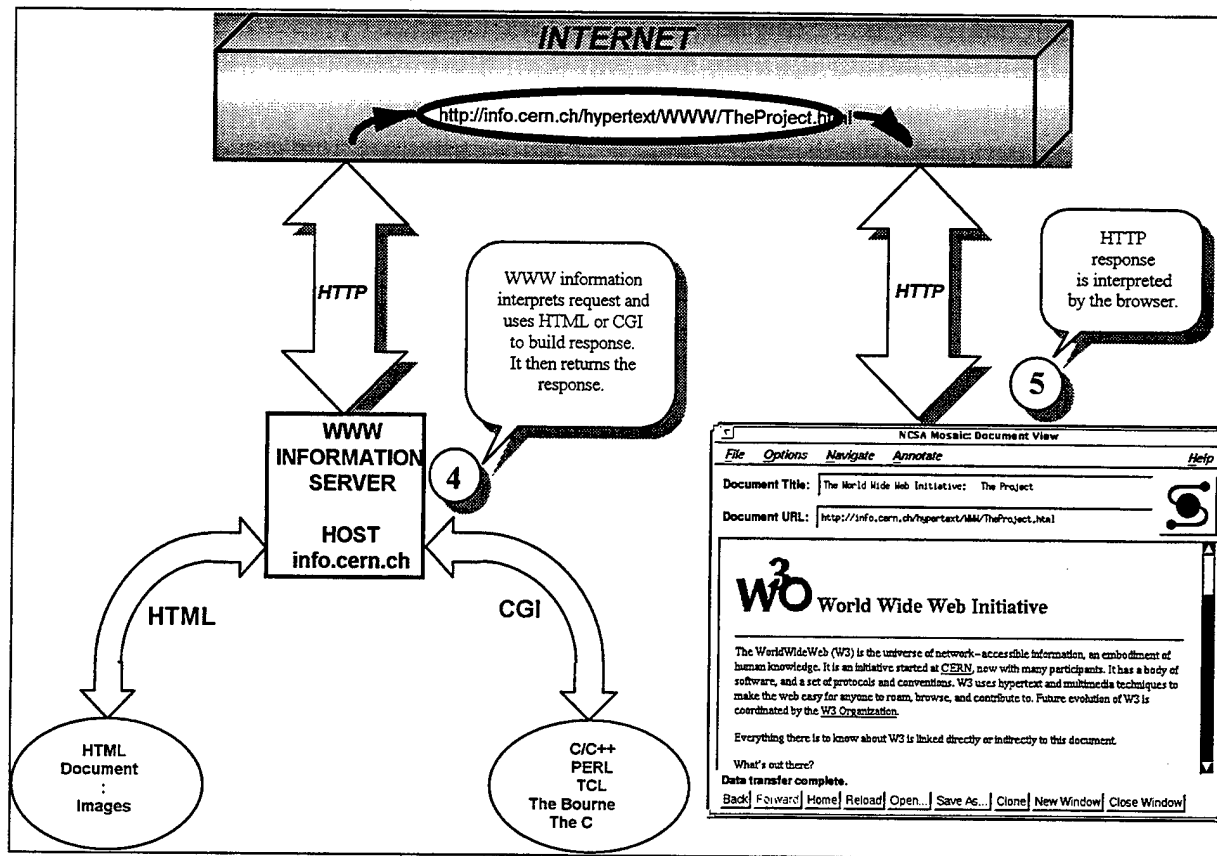 INTERNET
http://info.cern.ch/hypertext/WWW/TheProject.html
HTTP
WWW information
interprets request and
uses HTML or CGI
to build response.
It then returns the
response.
4
HTTP
HTTP
response
is interpreted
by the browser.
5
WWW
INFORMATION
SERVER
HOST
info.cern.ch
HTML
CGI
HTML
Document
:
Images
C/C++
PERL
TCL
The Bourne
The C
NCSA Mosaic: Document View
File Options Navigate Annotate Help
Document Title: The World Wide Web Initiative: The Project
Document URL: http://info.cern.ch/hypertext/WWW/TheProject.html
W3O World Wide Web Initiative
The WorldWideWeb (W3) is the universe of network-accessible information, an embodiment of
human knowledge. It is an initiative started at CERN, now with many participants. It has a body of
software, and a set of protocols and conventions. W3 uses hypertext and multimedia techniques to
make the web easy for anyone to roam, browse, and contribute to. Future evolution of W3 is
coordinated by the W3 Organization.
Everything there is to know about W3 is linked directly or indirectly to this document.
What's out there?
Data transfer complete.
Back Forward Home Reload Open... Save As... Clone New Window Close Window